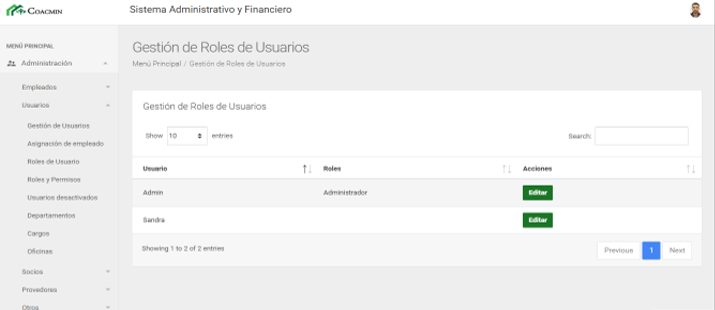 COACMIN
Sistema Administrativo y Financiero
MENÚ PRINCIPAL
Administración
Empleados
Usuarios
Gestión de Usuarios
Asignación de empleado
Roles de Usuario
Roles y Permisos
Usuarios desactivados
Departamentos
Cargos
Oficinas
Socios
Provedores
Otros
Gestión de Roles de Usuarios
Menú Principal / Gestión de Roles de Usuarios
Gestión de Roles de Usuarios
Show 10 entries
Search:
Usuario Roles Acciones
Admin Administrador Editar
Sandra Editar
Showing 1 to 2 of 2 entries
Previous 1 Next